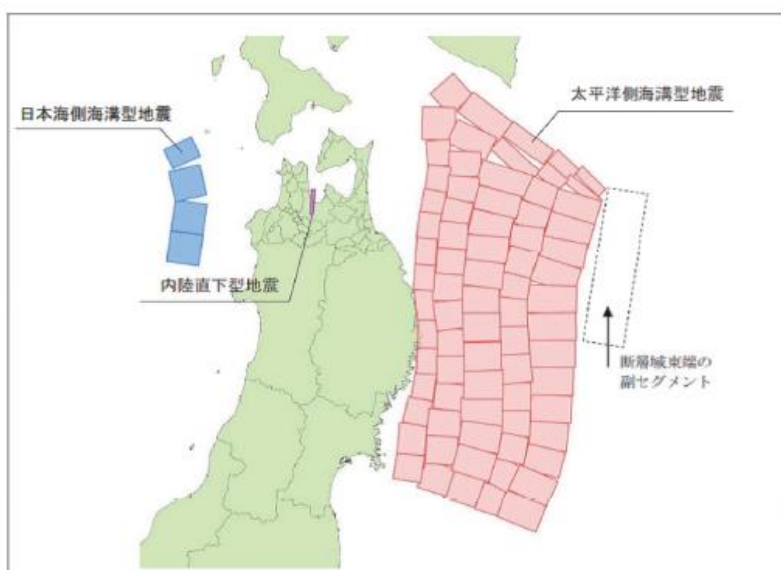 太平洋側海溝型地震
日本海側海溝型地震
内陸直下型地震
断層域東端の
副セグメント